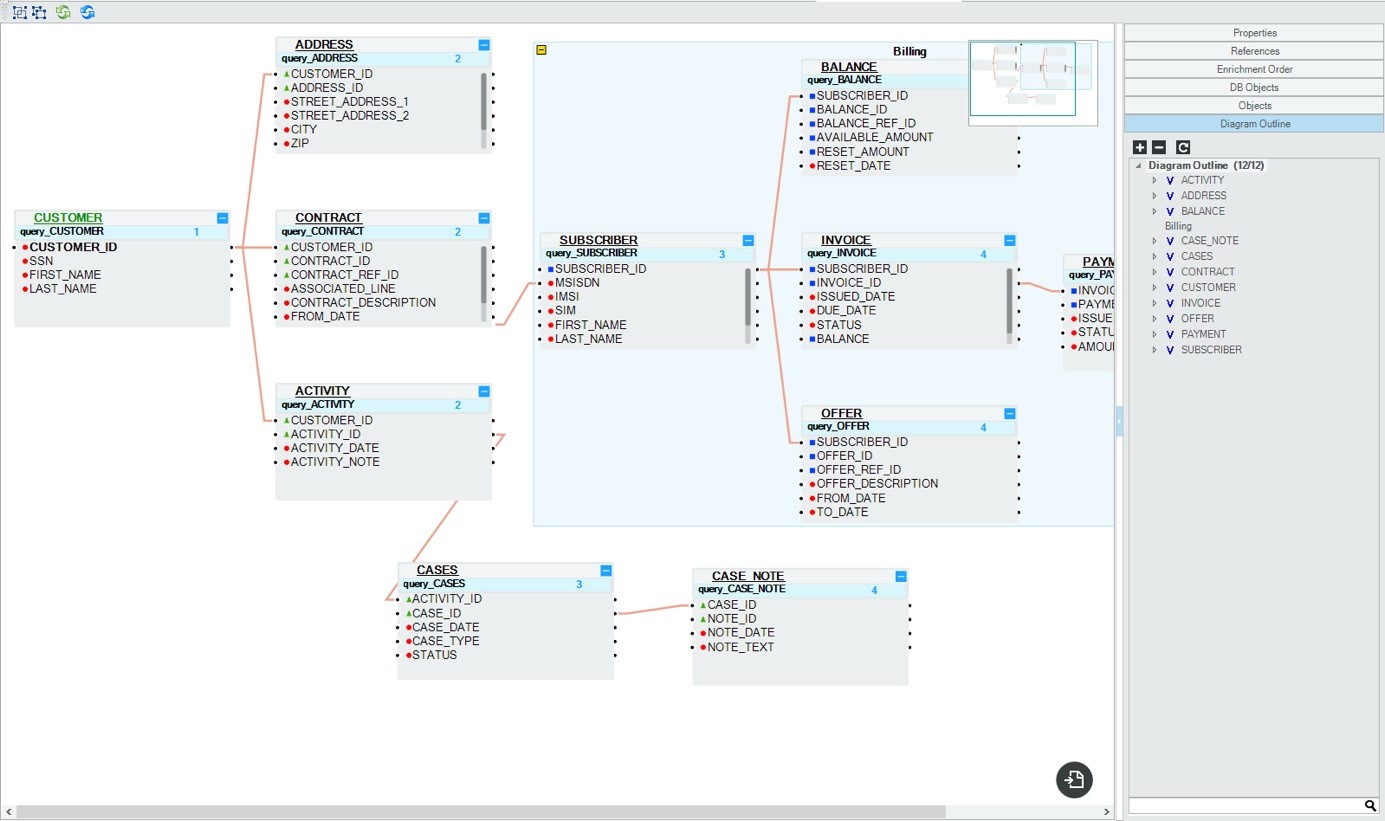 ADDRESS
query_ADDRESS 2
CUSTOMER_ID
ADDRESS_ID
STREET_ADDRESS_1
STREET_ADDRESS_2
CITY
ZIP
CUSTOMER
query_CUSTOMER 1
CUSTOMER_ID
SSN
FIRST_NAME
LAST_NAME
CONTRACT
query_CONTRACT 2
CUSTOMER_ID
CONTRACT_ID
CONTRACT_REF_ID
ASSOCIATED_LINE
CONTRACT_DESCRIPTION
FROM_DATE
ACTIVITY
query_ACTIVITY 2
CUSTOMER_ID
ACTIVITY_ID
ACTIVITY_DATE
ACTIVITY_NOTE
Billing
SUBSCRIBER
query_SUBSCRIBER 3
SUBSCRIBER_ID
MSISDN
IMSI
SIM
FIRST_NAME
LAST_NAME
BALANCE
query_BALANCE
SUBSCRIBER_ID
BALANCE_ID
BALANCE_REF_ID
AVAILABLE_AMOUNT
RESET_AMOUNT
RESET_DATE
INVOICE
query_INVOICE 4
SUBSCRIBER_ID
INVOICE_ID
ISSUED_DATE
DUE_DATE
STATUS
BALANCE
OFFER
query_OFFER 4
SUBSCRIBER_ID
OFFER_ID
OFFER_REF_ID
OFFER_DESCRIPTION
FROM_DATE
TO_DATE
PAYM
query_PAY
INVOIC
PAYME
ISSUE
STATU
AMOU
CASES
query_CASES 3
ACTIVITY_ID
CASE_ID
CASE_DATE
CASE_TYPE
STATUS
CASE_NOTE
query_CASE_NOTE 4
CASE_ID
NOTE_ID
NOTE_DATE
NOTE_TEXT
Properties
References
Enrichment Order
DB Objects
Objects
Diagram Outline
Diagram Outline (12/12)
V ACTIVITY
V ADDRESS
V BALANCE
Billing
V CASE_NOTE
V CASES
V CONTRACT
V CUSTOMER
V INVOICE
V OFFER
V PAYMENT
V SUBSCRIBER